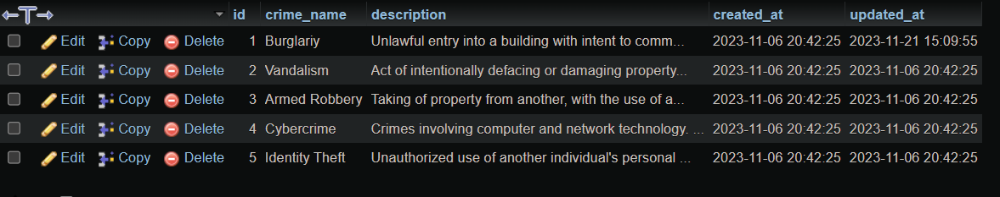 id crime_name description created_at updated_at
Edit Copy Delete 1 Burglariy Unlawful entry into a building with intent to comm... 2023-11-06 20:42:25 2023-11-21 15:09:55
Edit Copy Delete 2 Vandalism Act of intentionally defacing or damaging property... 2023-11-06 20:42:25 2023-11-06 20:42:25
Edit Copy Delete 3 Armed Robbery Taking of property from another, with the use of a... 2023-11-06 20:42:25 2023-11-06 20:42:25
Edit Copy Delete 4 Cybercrime Crimes involving computer and network technology. ... 2023-11-06 20:42:25 2023-11-06 20:42:25
Edit Copy Delete 5 Identity Theft Unauthorized use of another individual's personal ... 2023-11-06 20:42:25 2023-11-06 20:42:25